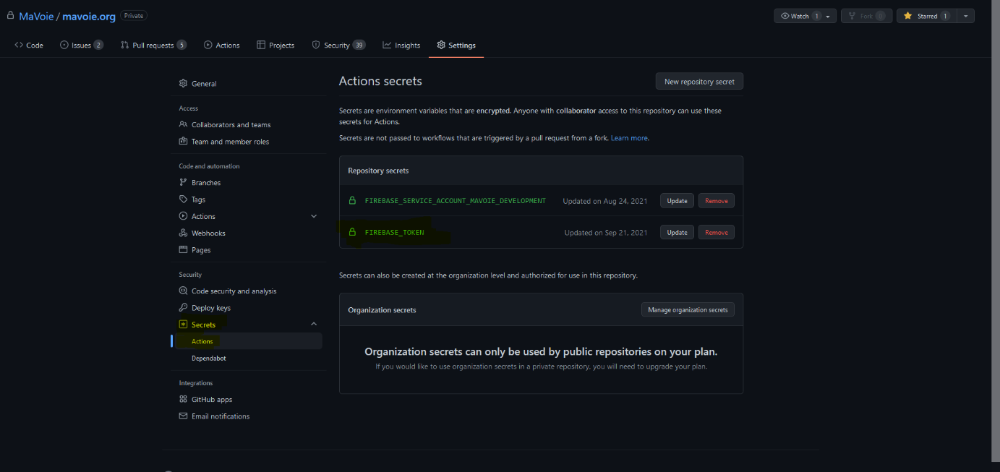 MaVoie / mavoie.org Private
Watch 1
Fork 0
Starred 1
Code
Issues 2
Pull requests 5
Actions
Projects
Security 39
Insights
Settings
General
Access
Collaborators and teams
Team and member roles
Code and automation
Branches
Tags
Actions
Webhooks
Pages
Security
Code security and analysis
Deploy keys
Secrets
Actions
Dependabot
Integrations
GitHub apps
Email notifications
Actions secrets
New repository secret
Secrets are environment variables that are encrypted. Anyone with collaborator access to this repository can use these
secrets for Actions.
Secrets are not passed to workflows that are triggered by a pull request from a fork. Learn more.
Repository secrets
FIREBASE_SERVICE_ACCOUNT_MAVOIE_DEVELOPMENT Updated on Aug 24, 2021 Update Remove
FIREBASE_TOKEN Updated on Sep 21, 2021 Update Remove
Secrets can also be created at the organization level and authorized for use in this repository.
Organization secrets
Manage organization secrets
Organization secrets can only be used by public repositories on your plan.
If you would like to use organization secrets in a private repository, you will need to upgrade your plan.